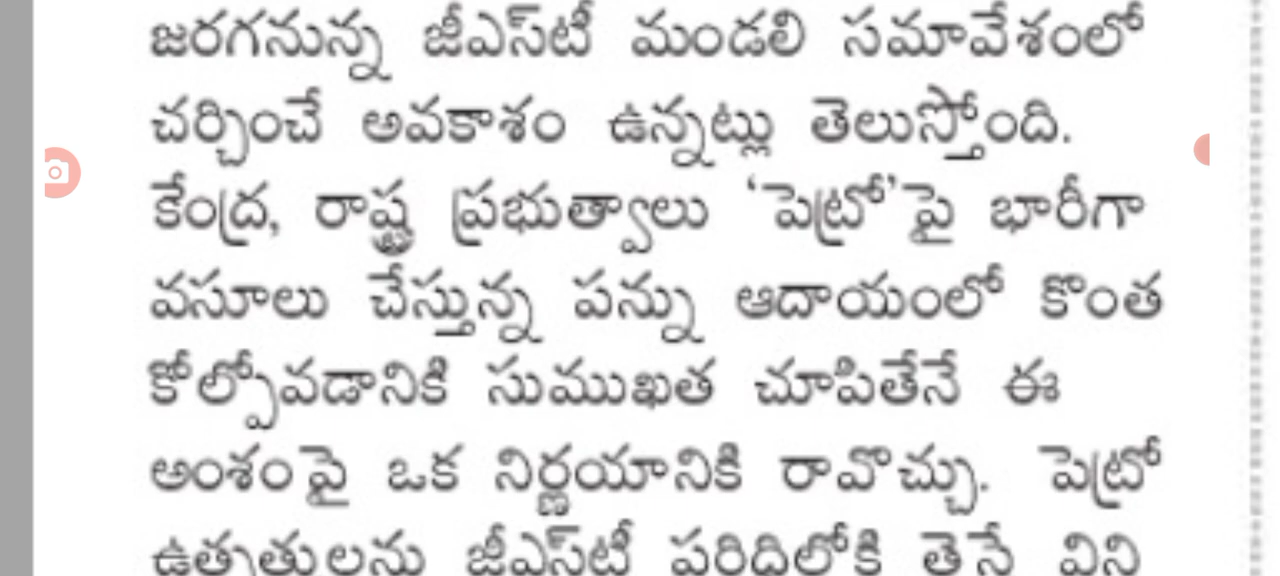 జరగనున్న జీఎస్‌టీ మండలి సమావేశంలో
చర్చించే అవకాశం ఉన్నట్లు తెలుస్తోంది.
కేంద్ర, రాష్ట్ర ప్రభుత్వాలు ‘పెట్రో’పై భారీగా
వసూలు చేస్తున్న పన్ను ఆదాయంలో కొంత
కోల్పోవడానికి సుముఖత చూపితేనే ఈ
అంశంపై ఒక నిర్ణయానికి రావొచ్చు. పెట్రో
ఉత్పత్తులను జీఎస్‌టీ పరిధిలోకి తెస్తే